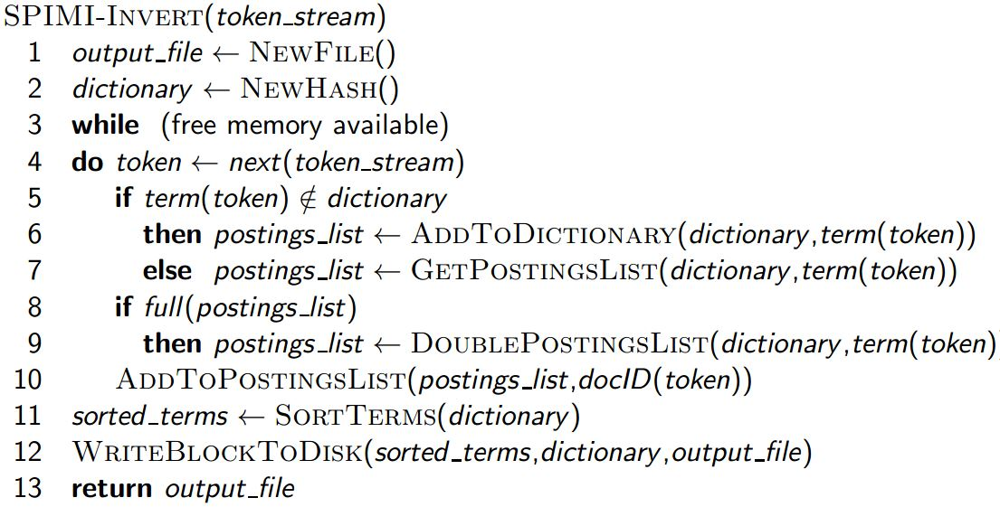 SPIMI-INVERT(token_stream)
1 output_file ← NEWFILE()
2 dictionary ← NEWHASH()
3 while (free memory available)
4 do token ← next(token_stream)
5 if term(token) ∉ dictionary
6 then postings_list ← ADDTODICTIONARY(dictionary,term(token))
7 else postings_list ← GETPOSTINGSLIST(dictionary,term(token))
8 if full(postings_list)
9 then postings_list ← DOUBLEPOSTINGSLIST(dictionary,term(token)
10 ADDTOPOSTINGSLIST(postings_list,docID(token))
11 sorted_terms ← SORTTERMS(dictionary)
12 WRITEBLOCKTODISK(sorted_terms,dictionary,output_file)
13 return output_file